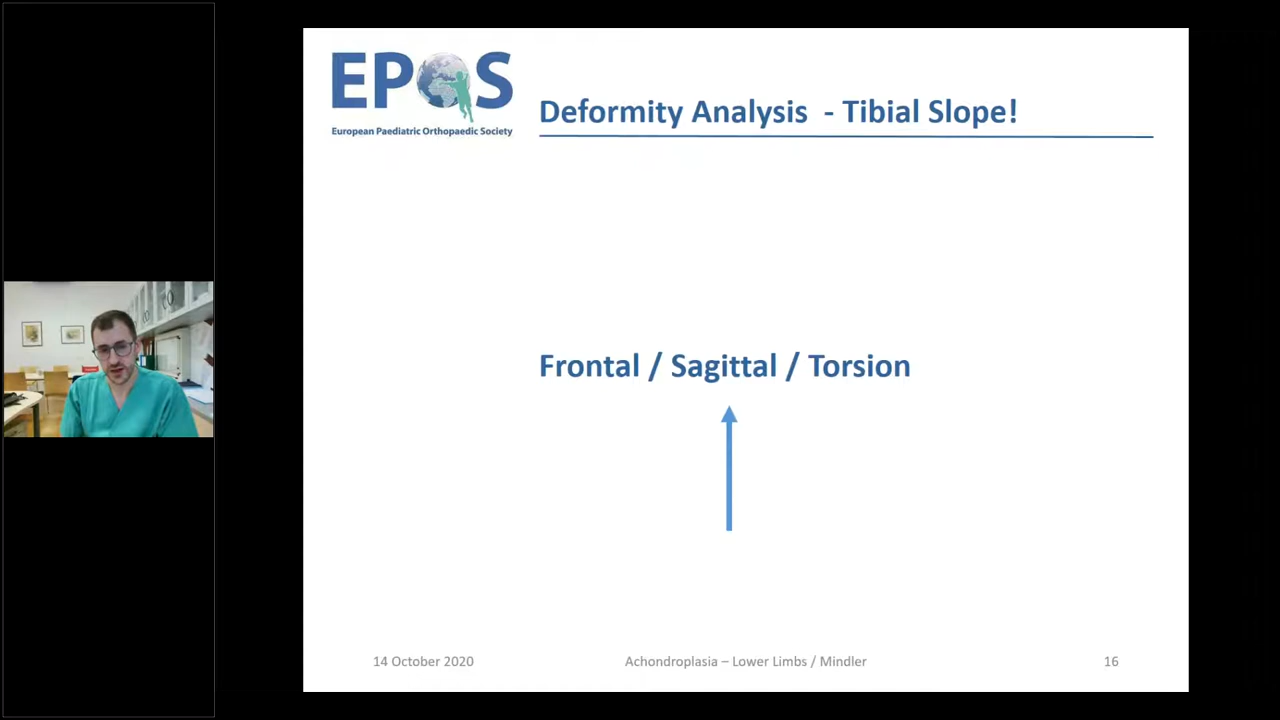 EPOS
European Paediatric Orthopaedic Society
Deformity Analysis - Tibial Slope!
Frontal / Sagittal / Torsion
14 October 2020
Achondroplasia – Lower Limbs / Mindler
16